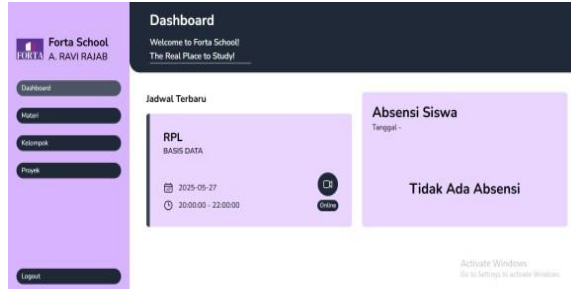 Forta School
FORTA
A. RAVI RAJAB
Dashboard
Materi
Kelompok
Proyek
Logout
Dashboard
Welcome to Forta School!
The Real Place to Study!
Jadwal Terbaru
RPL
BASIS DATA
2025-05-27
20:00:00 - 22:00:00
Online
Absensi Siswa
Tanggal -
Tidak Ada Absensi
Activate Windows
Go to Settings to activate Windows.